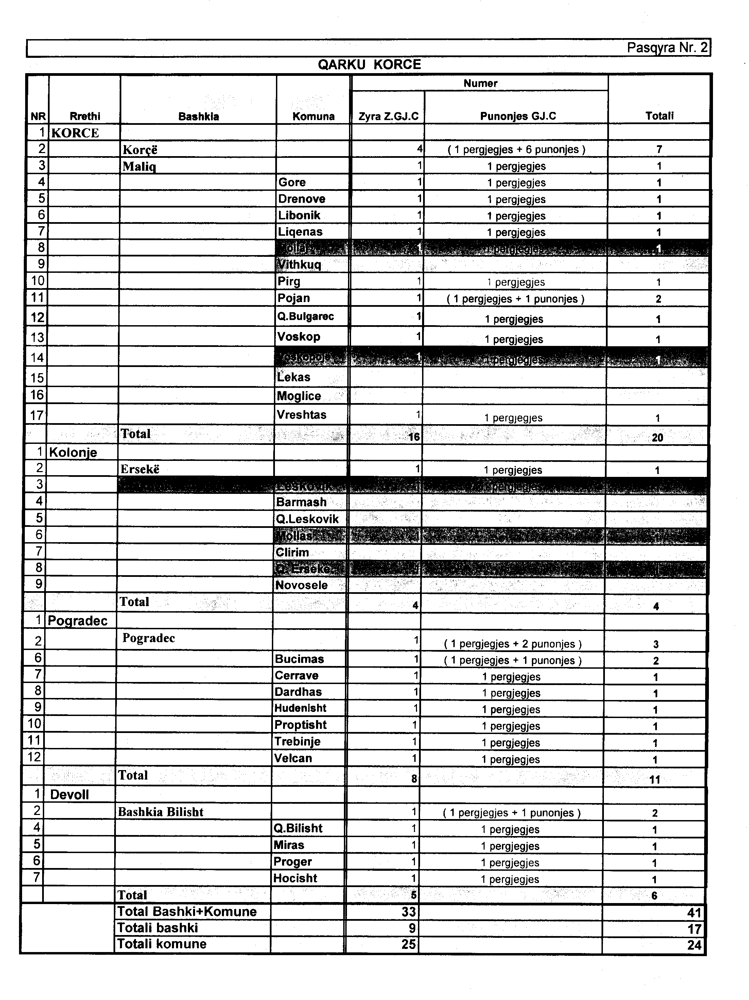 Pasqyra Nr. 2
QARKU KORCE
Numer
NR Rrethi Bashkia Komuna Zyra Z.GJ.C Punonjes GJ.C Totali
1 KORCE
2 Korçë 4 ( 1 pergjegjes + 6 punonjes ) 7
3 Maliq 1 1 pergjegjes 1
4 Gore 1 1 pergjegjes 1
5 Drenove 1 1 pergjegjes 1
6 Libonik 1 1 pergjegjes 1
7 Liqenas 1 1 pergjegjes 1
8 1 1 pergjegjes 1
9 Vithkuq
10 Pirg 1 1 pergjegjes 1
11 Pojan 1 ( 1 pergjegjes + 1 punonjes ) 2
12 Q.Bulgarec 1 1 pergjegjes 1
13 Voskop 1 1 pergjegjes 1
14 Voskopoje 1 1 pergjegjes 1
15 Lekas
16 Moglice
17 Vreshtas 1 1 pergjegjes 1
Total 16 20
1 Kolonje
2 Ersekë 1 1 pergjegjes 1
3 Leskovik pergjegjes
4 Barmash
5 Q.Leskovik
6 Mollas 1 1
7 Clirim
8 Q. Erseke 1
9 Novosele
Total 4 4
1 Pogradec
2 Pogradec 1 ( 1 pergjegjes + 2 punonjes ) 3
6 Bucimas 1 ( 1 pergjegjes + 1 punonjes ) 2
7 Cerrave 1 1 pergjegjes 1
8 Dardhas 1 1 pergjegjes 1
9 Hudenisht 1 1 pergjegjes 1
10 Proptisht 1 1 pergjegjes 1
11 Trebinje 1 1 pergjegjes 1
12 Velcan 1 1 pergjegjes 1
Total 8 11
1 Devoll
2 Bashkia Bilisht 1 ( 1 pergjegjes + 1 punonjes ) 2
4 Q.Bilisht 1 1 pergjegjes 1
5 Miras 1 1 pergjegjes 1
6 Proger 1 1 pergjegjes 1
7 Hocisht 1 1 pergjegjes 1
Total 5 6
Total Bashki+Komune 33 41
Totali bashki 9 17
Totali komune 25 24